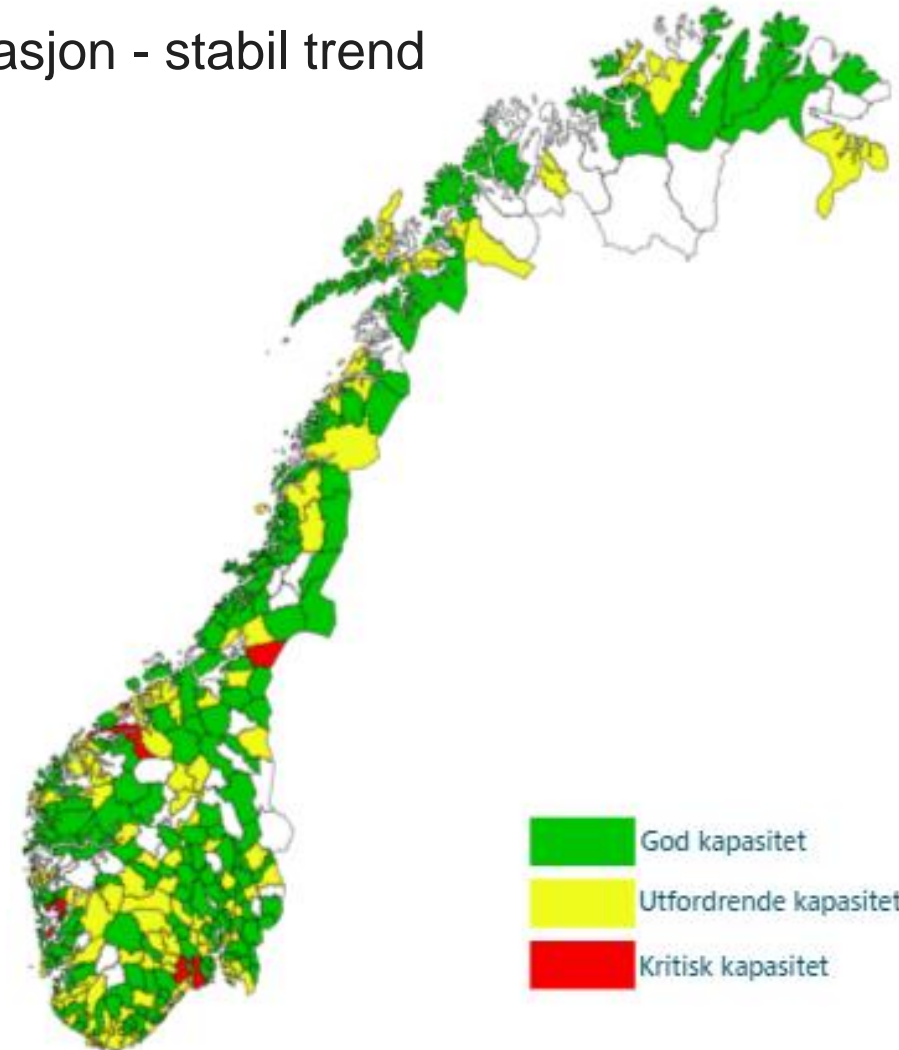 asjon - stabil trend
God kapasitet
Utfordrende kapasitet
Kritisk kapasitet